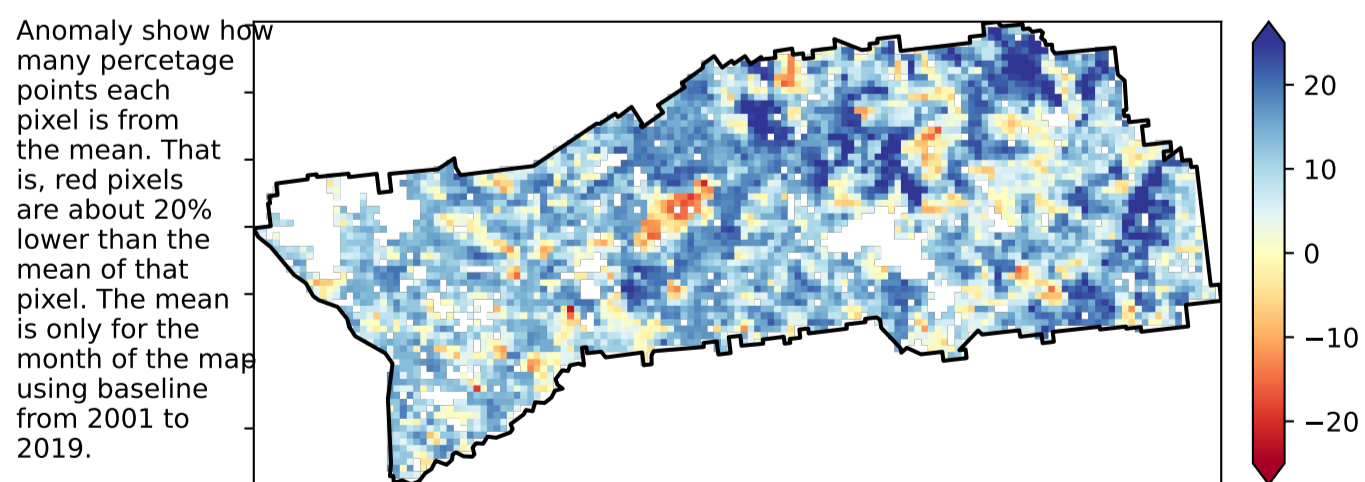 Anomaly show how
many percetage
points each
pixel is from
the mean. That
is, red pixels
are about 20%
lower than the
mean of that
pixel. The mean
is only for the
month of the map
using baseline
from 2001 to
2019.
20
10
0
−10
−20